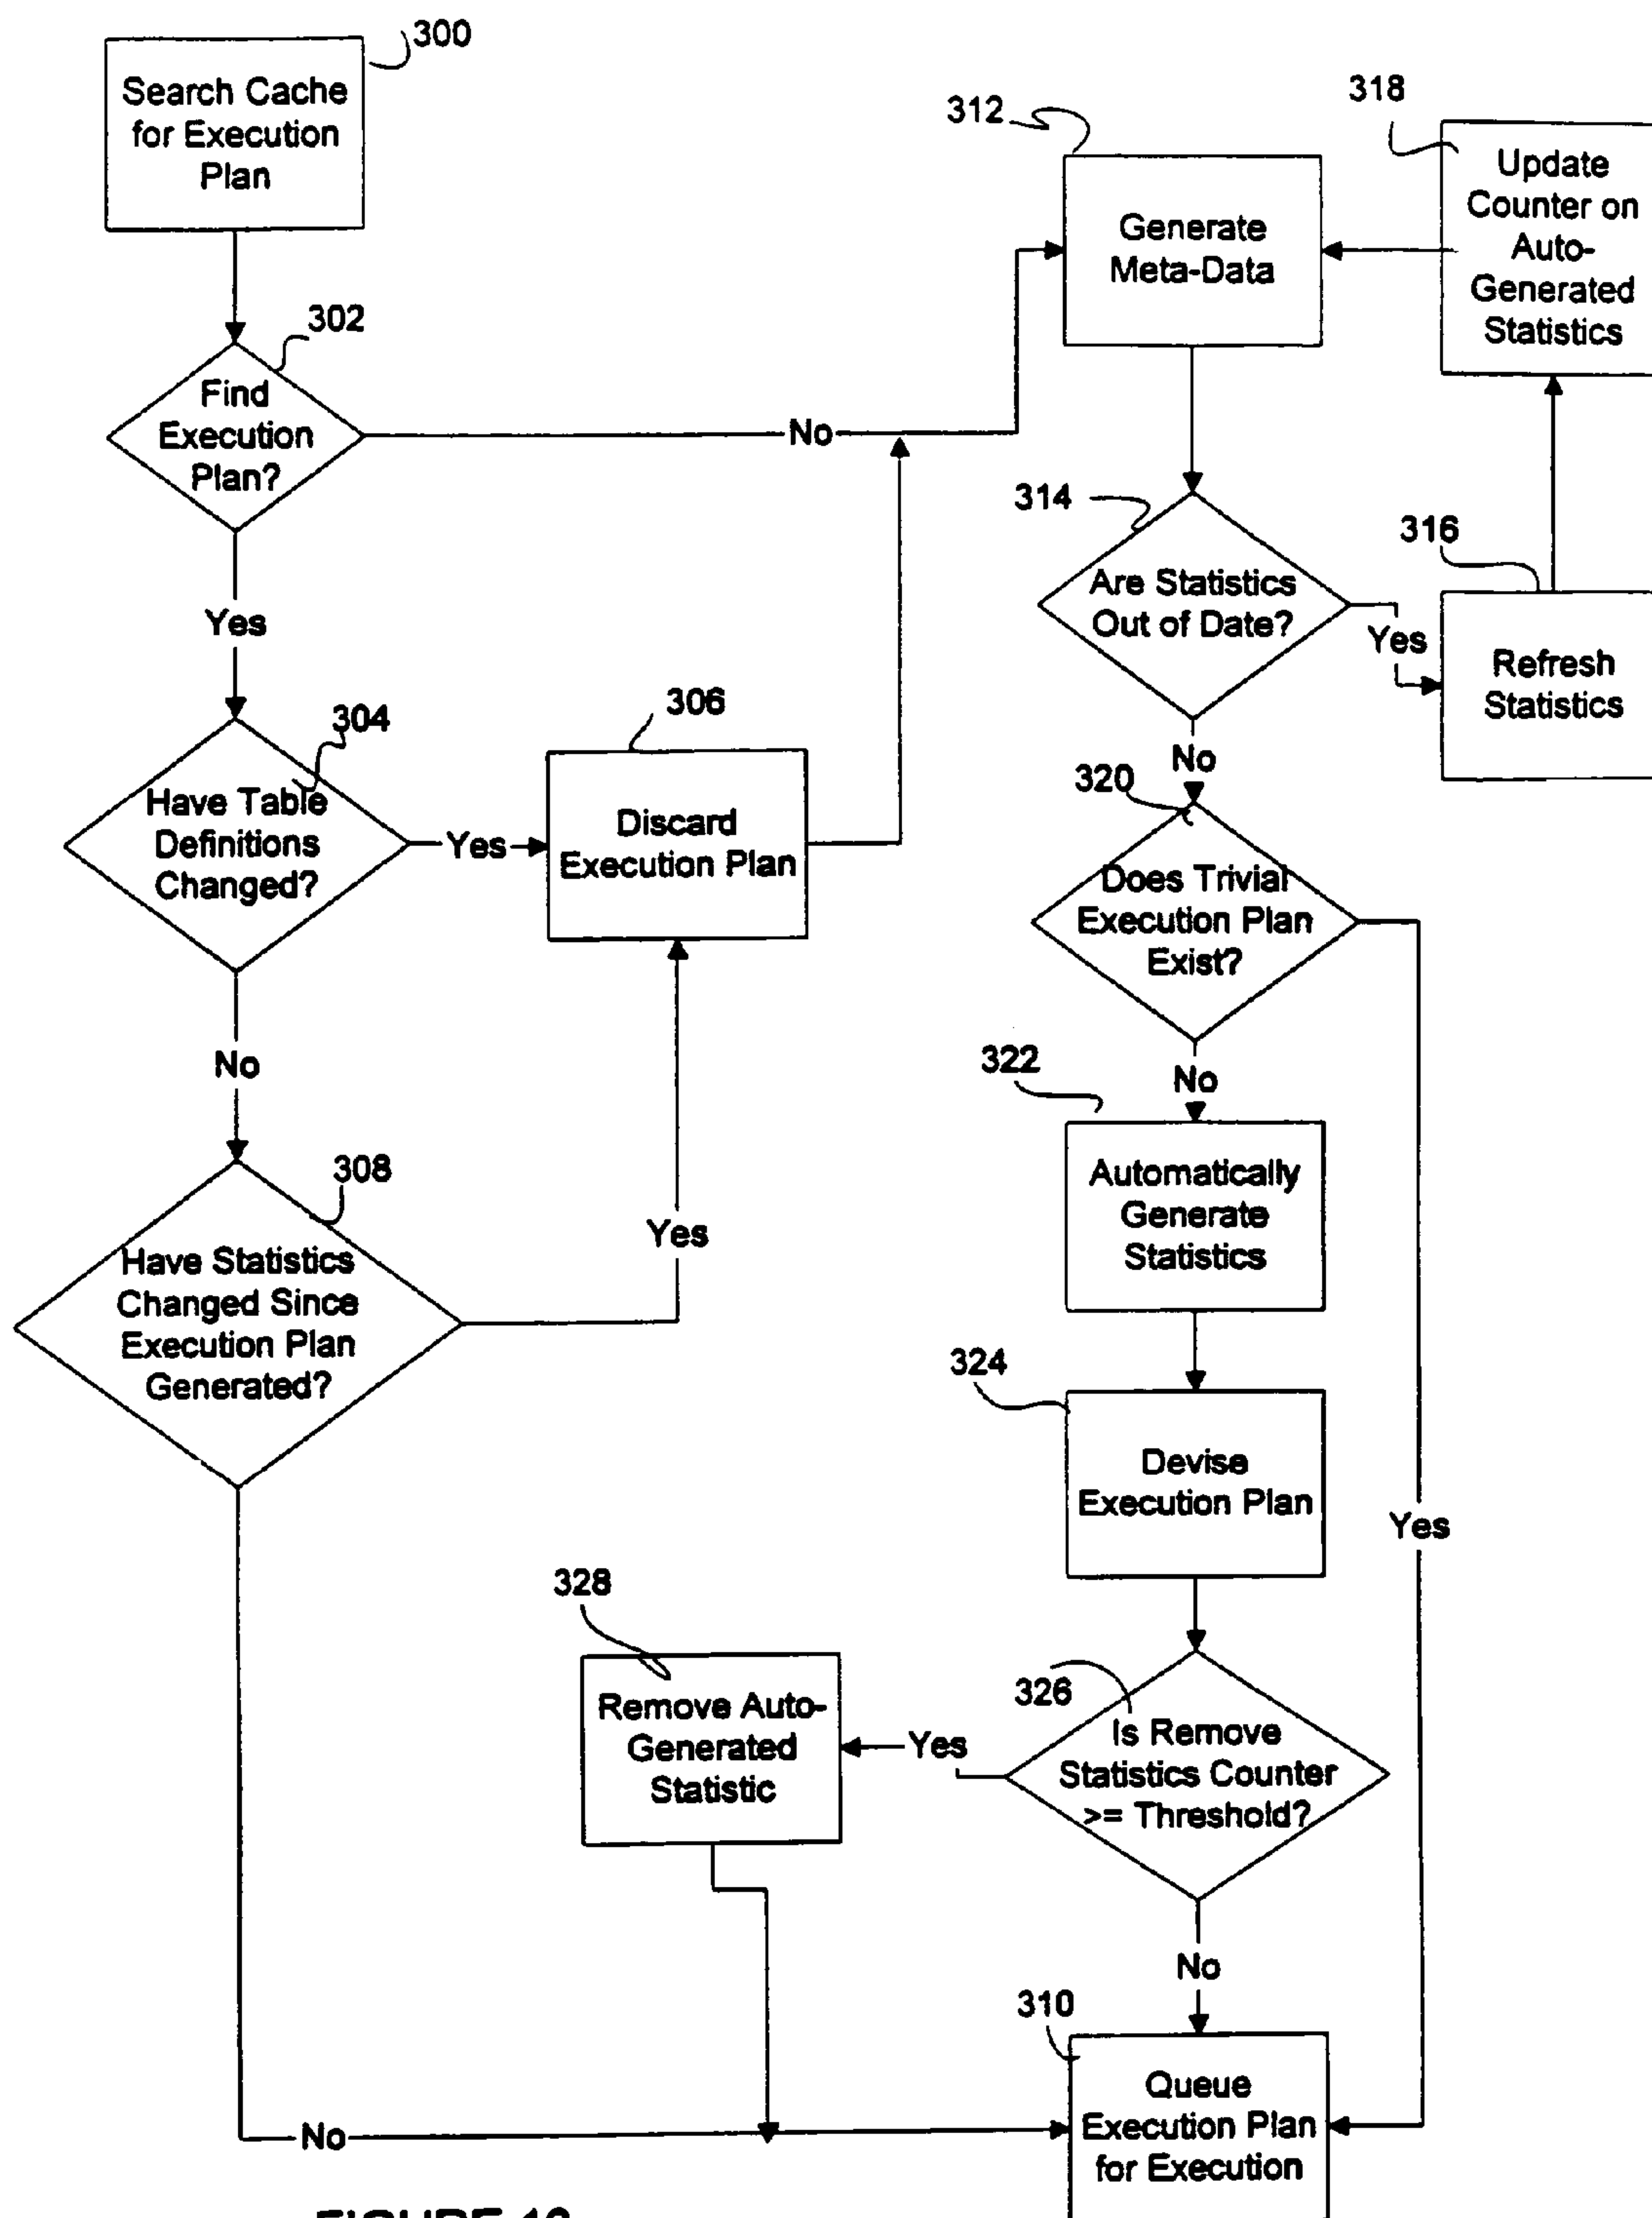 300
Search Cache
for Execution
Plan
302
Find
Execution
Plan?
No
Yes
304
Have Table
Definitions
Changed?
Yes
306
Discard
Execution Plan
No
308
Have Statistics
Changed Since
Execution Plan
Generated?
Yes
No
312
Generate
Meta-Data
318
Update
Counter on
Auto-
Generated
Statistics
314
Are Statistics
Out of Date?
Yes
316
Refresh
Statistics
No
320
Does Trivial
Execution Plan
Exist?
Yes
No
322
Automatically
Generate
Statistics
324
Devise
Execution Plan
326
Is Remove
Statistics Counter
>= Threshold?
Yes
328
Remove Auto-
Generated
Statistic
No
310
Queue
Execution Plan
for Execution
FIGURE